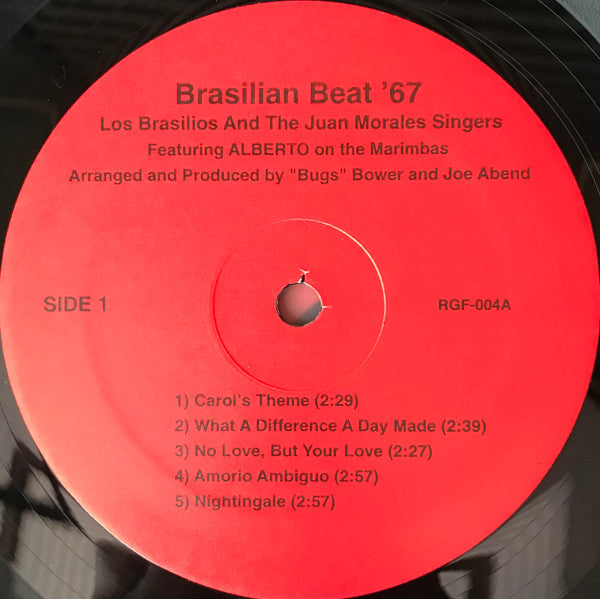 Brasilian Beat '67
Los Brasilios And The Juan Morales Singers
Featuring ALBERTO on the Marimbas
Arranged and Produced by "Bugs" Bower and Joe Abend
SIDE 1
RGF-004A
1) Carol's Theme (2:29)
2) What A Difference A Day Made (2:39)
3) No Love, But Your Love (2:27)
4) Amorio Ambiguo (2:57)
5) Nightingale (2:57)